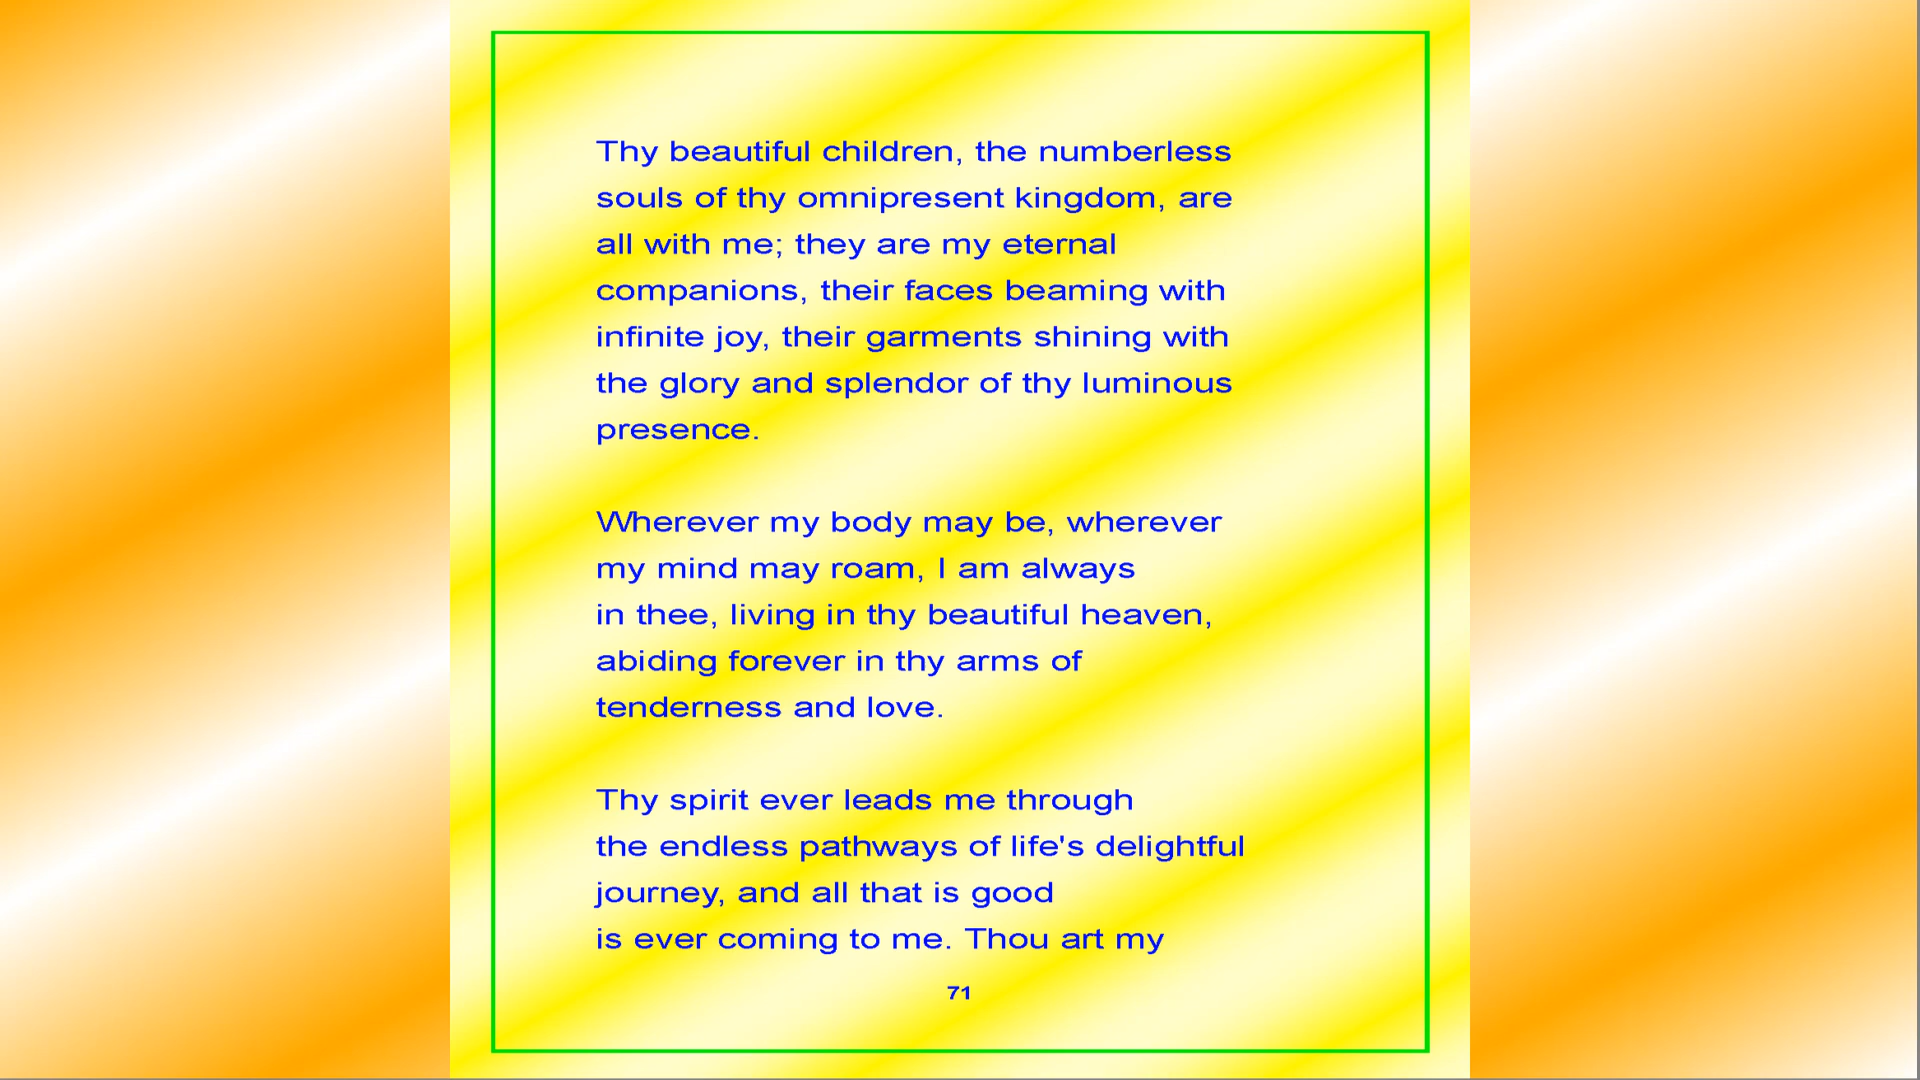 Thy beautiful children, the numberless
souls of thy omnipresent kingdom, are
all with me; they are my eternal
companions, their faces beaming with
infinite joy, their garments shining with
the glory and splendor of thy luminous
presence.
Wherever my body may be, wherever
my mind may roam, I am always
in thee, living in thy beautiful heaven,
abiding forever in thy arms of
tenderness and love.
Thy spirit ever leads me through
the endless pathways of life's delightful
journey, and all that is good
is ever coming to me. Thou art my
71